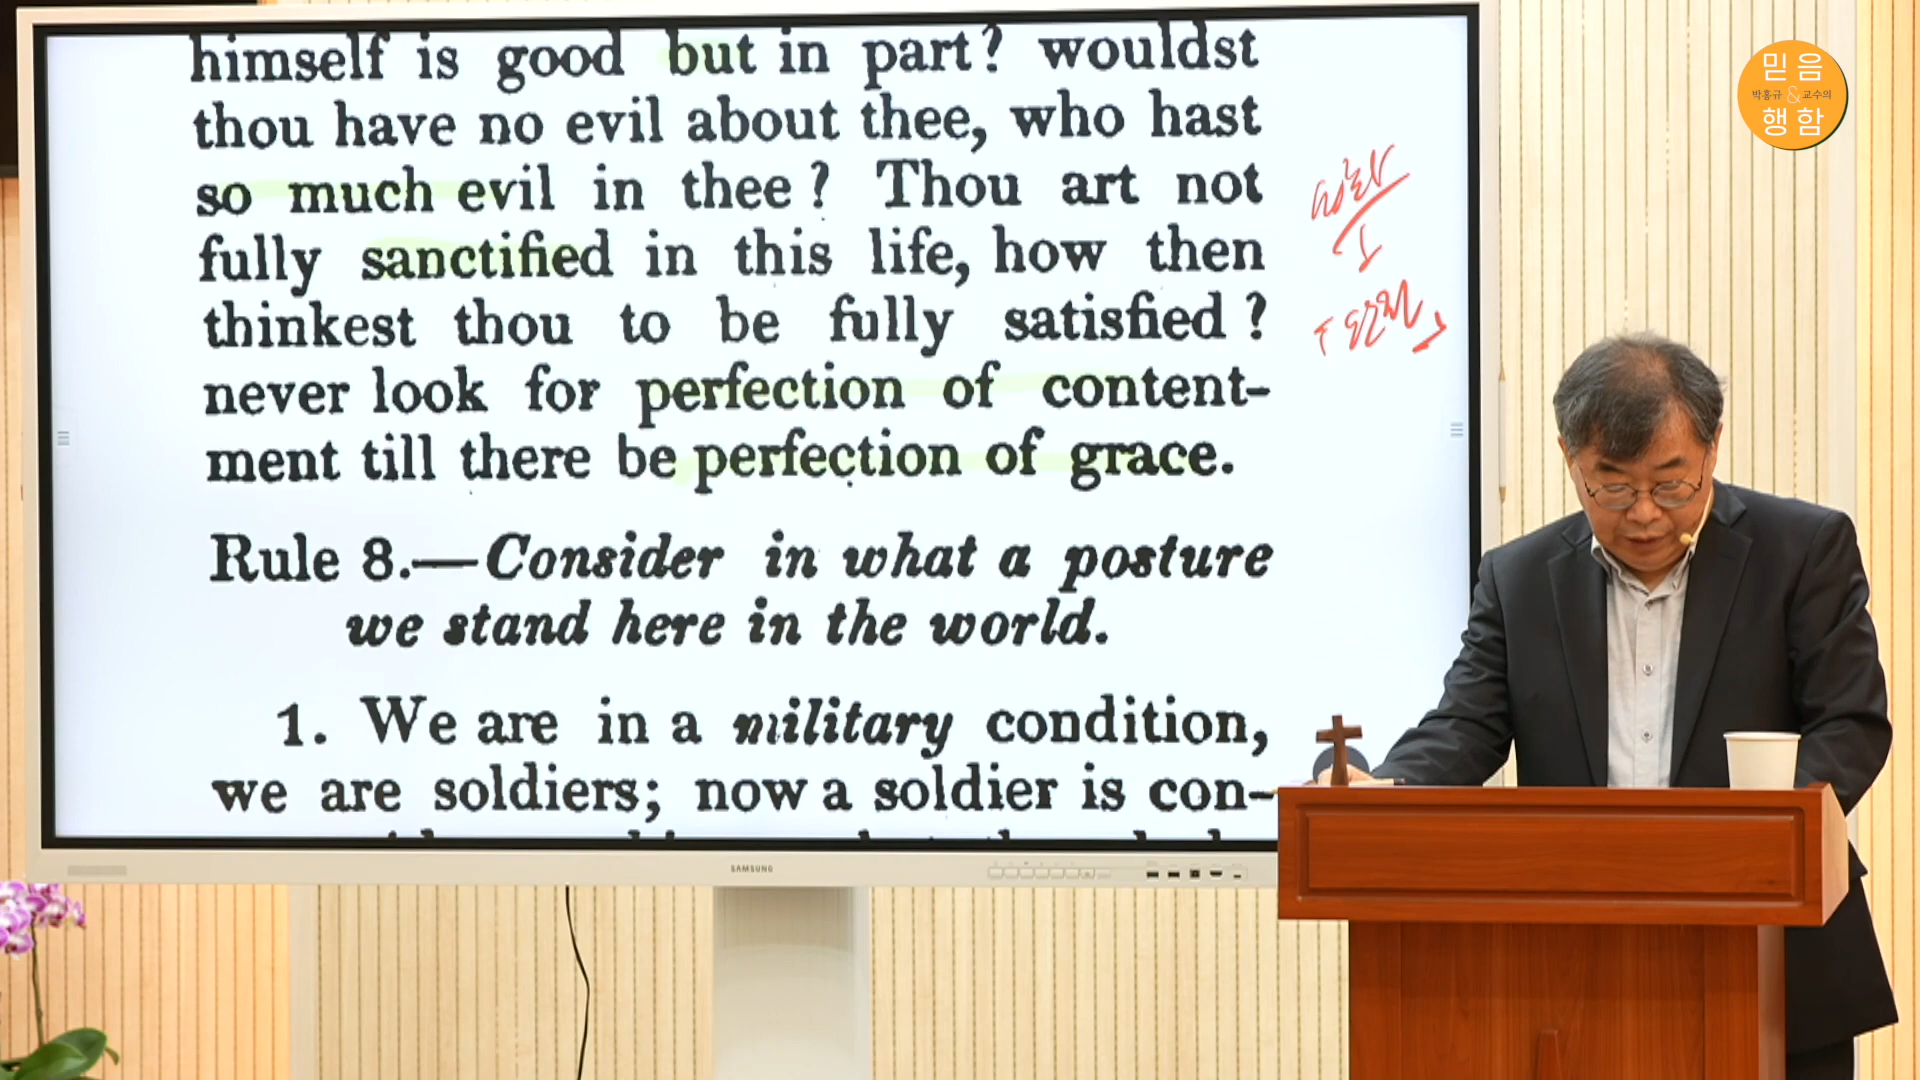 himself is good but in part? wouldst
thou have no evil about thee, who hast
so much evil in thee? Thou art not
fully sanctified in this life, how then
thinkest thou to be fully satisfied?
never look for perfection of content-
ment till there be perfection of grace.
Rule 8.—Consider in what a posture
we stand here in the world.
1. We are in a military condition,
we are soldiers; now a soldier is con-
SAMSUNG
믿음
박홍규 & 교수의
행함